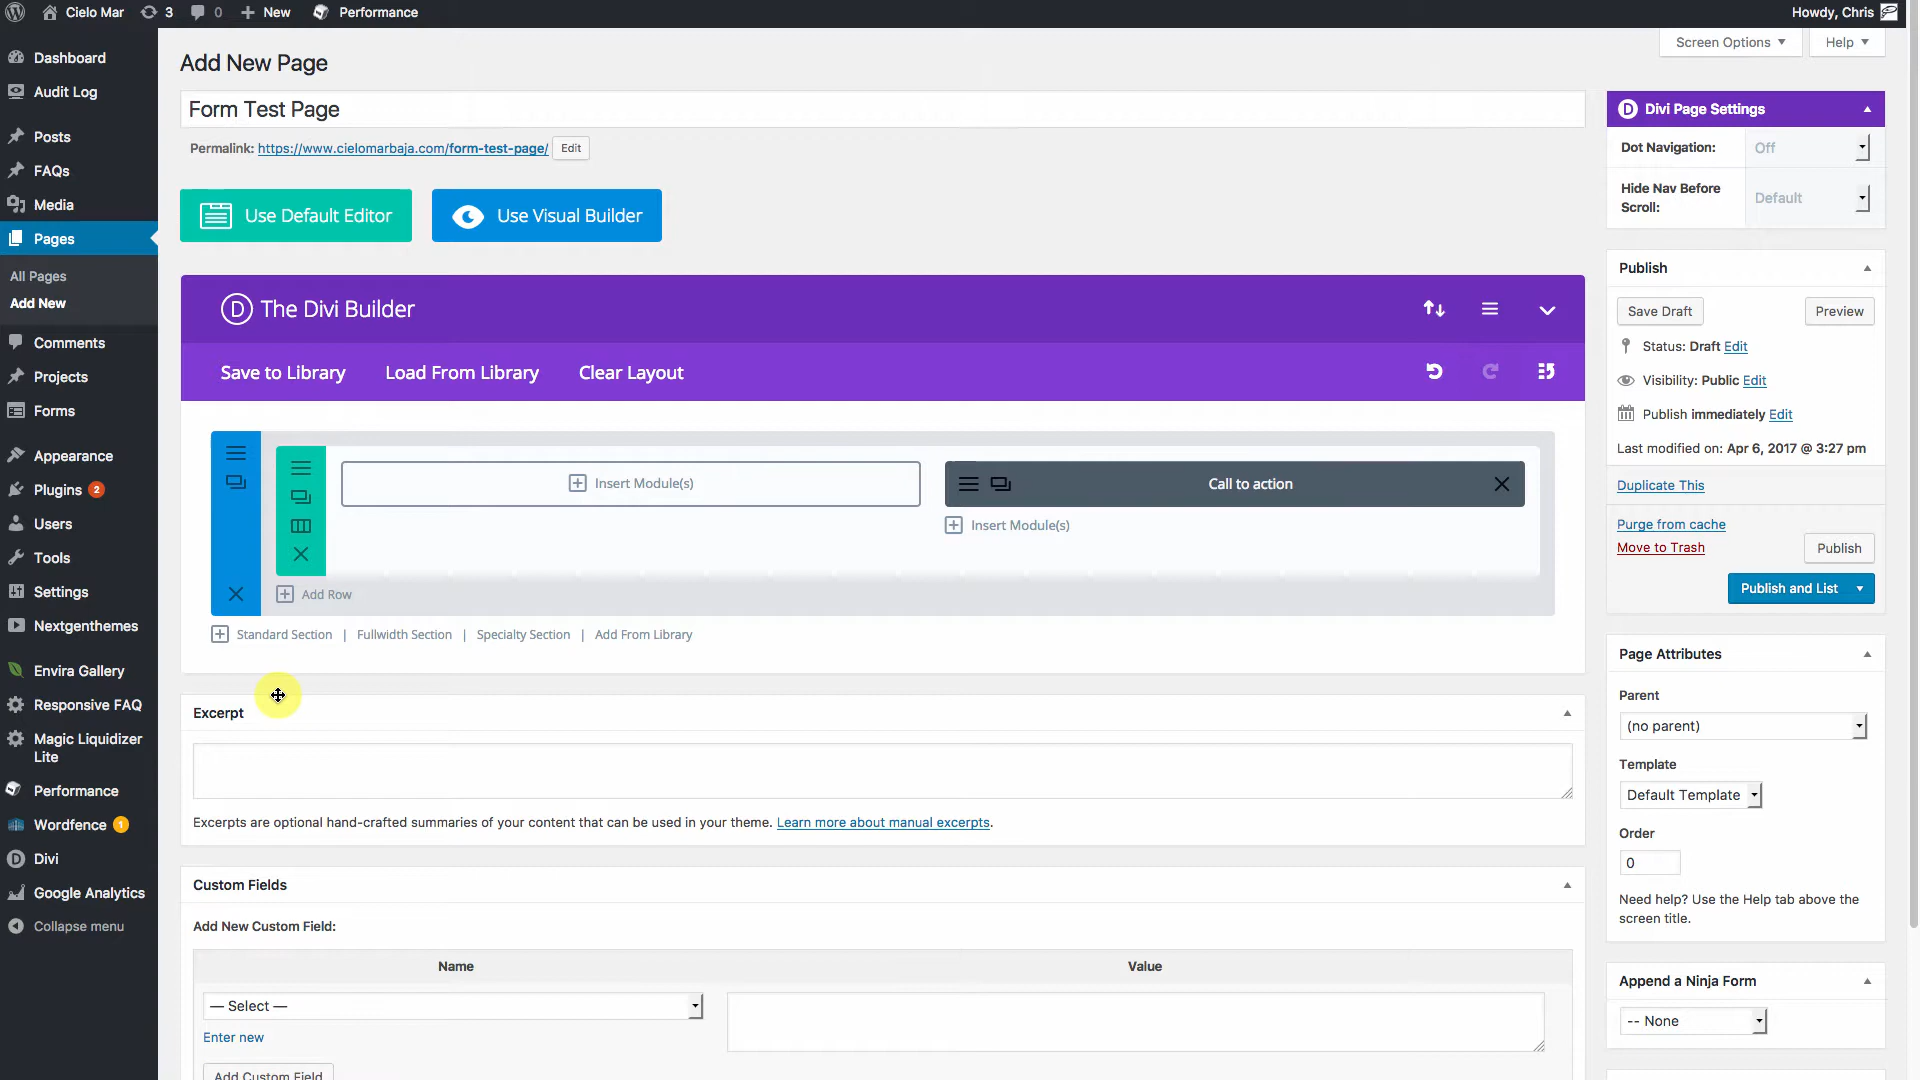 Cielo Mar
3
0
New
Performance
Howdy, Chris
Dashboard
Audit Log
Posts
FAQs
Media
Pages
All Pages
Add New
Comments
Projects
Forms
Appearance
Plugins 2
Users
Tools
Settings
Nextgenthemes
Envira Gallery
Responsive FAQ
Magic Liquidizer
Lite
Performance
Wordfence 1
Divi
Google Analytics
Collapse menu
Screen Options
Help
Add New Page
Form Test Page
Permalink: https://www.cielomarbaja.com/form-test-page/ Edit
Use Default Editor
Use Visual Builder
D The Divi Builder
Save to Library
Load From Library
Clear Layout
Insert Module(s)
Call to action
Insert Module(s)
Add Row
Standard Section | Fullwidth Section | Specialty Section | Add From Library
Excerpt
Excerpts are optional hand-crafted summaries of your content that can be used in your theme. Learn more about manual excerpts.
Custom Fields
Add New Custom Field:
Name
Value
— Select —
Enter new
Add Custom Field
D Divi Page Settings
Dot Navigation:
Off
Hide Nav Before
Scroll:
Default
Publish
Save Draft
Preview
Status: Draft Edit
Visibility: Public Edit
Publish immediately Edit
Last modified on: Apr 6, 2017 @ 3:27 pm
Duplicate This
Purge from cache
Move to Trash
Publish
Publish and List
Page Attributes
Parent
(no parent)
Template
Default Template
Order
0
Need help? Use the Help tab above the
screen title.
Append a Ninja Form
-- None